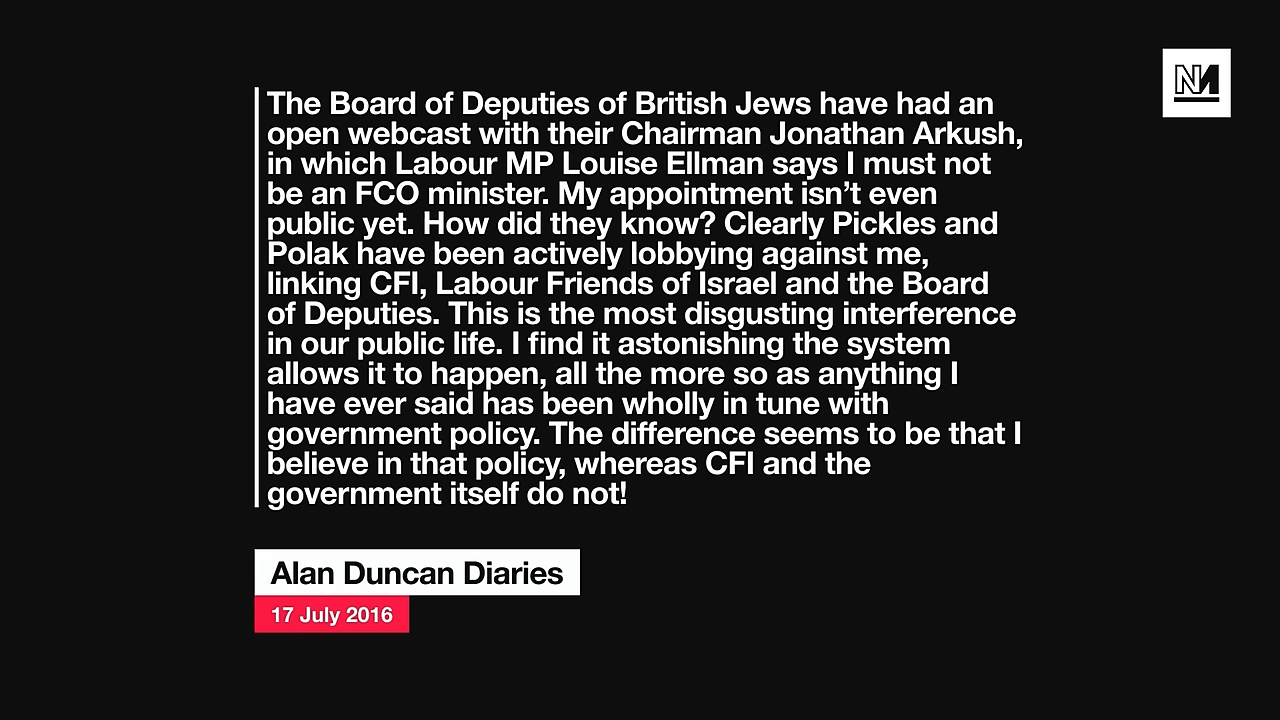 The Board of Deputies of British Jews have had an
open webcast with their Chairman Jonathan Arkush,
in which Labour MP Louise Ellman says I must not
be an FCO minister. My appointment isn’t even
public yet. How did they know? Clearly Pickles and
Polak have been actively lobbying against me,
linking CFI, Labour Friends of Israel and the Board
of Deputies. This is the most disgusting interference
in our public life. I find it astonishing the system
allows it to happen, all the more so as anything I
have ever said has been wholly in tune with
government policy. The difference seems to be that I
believe in that policy, whereas CFI and the
government itself do not!
Alan Duncan Diaries
17 July 2016
NM